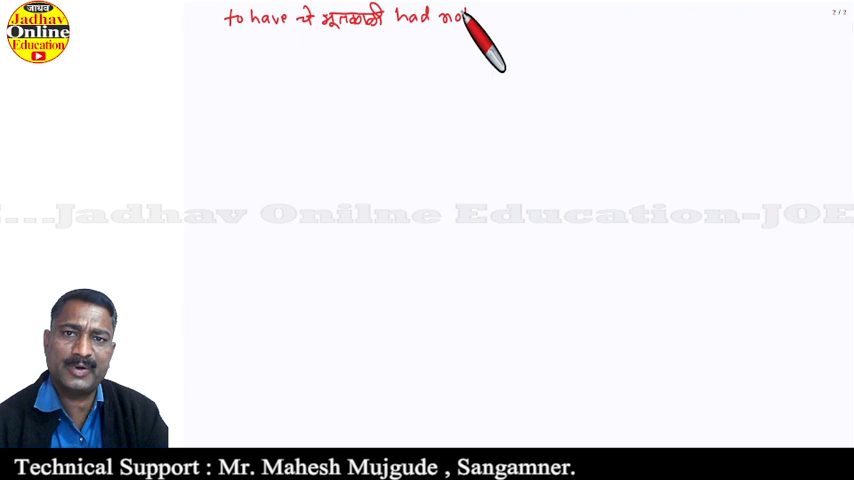 जाधव
Jadhav
Online
Education
to have चे भूतकाळी had not
2 / 2
E...Jadhav Onilne Education-JOE
Technical Support : Mr. Mahesh Mujgude , Sangamner.